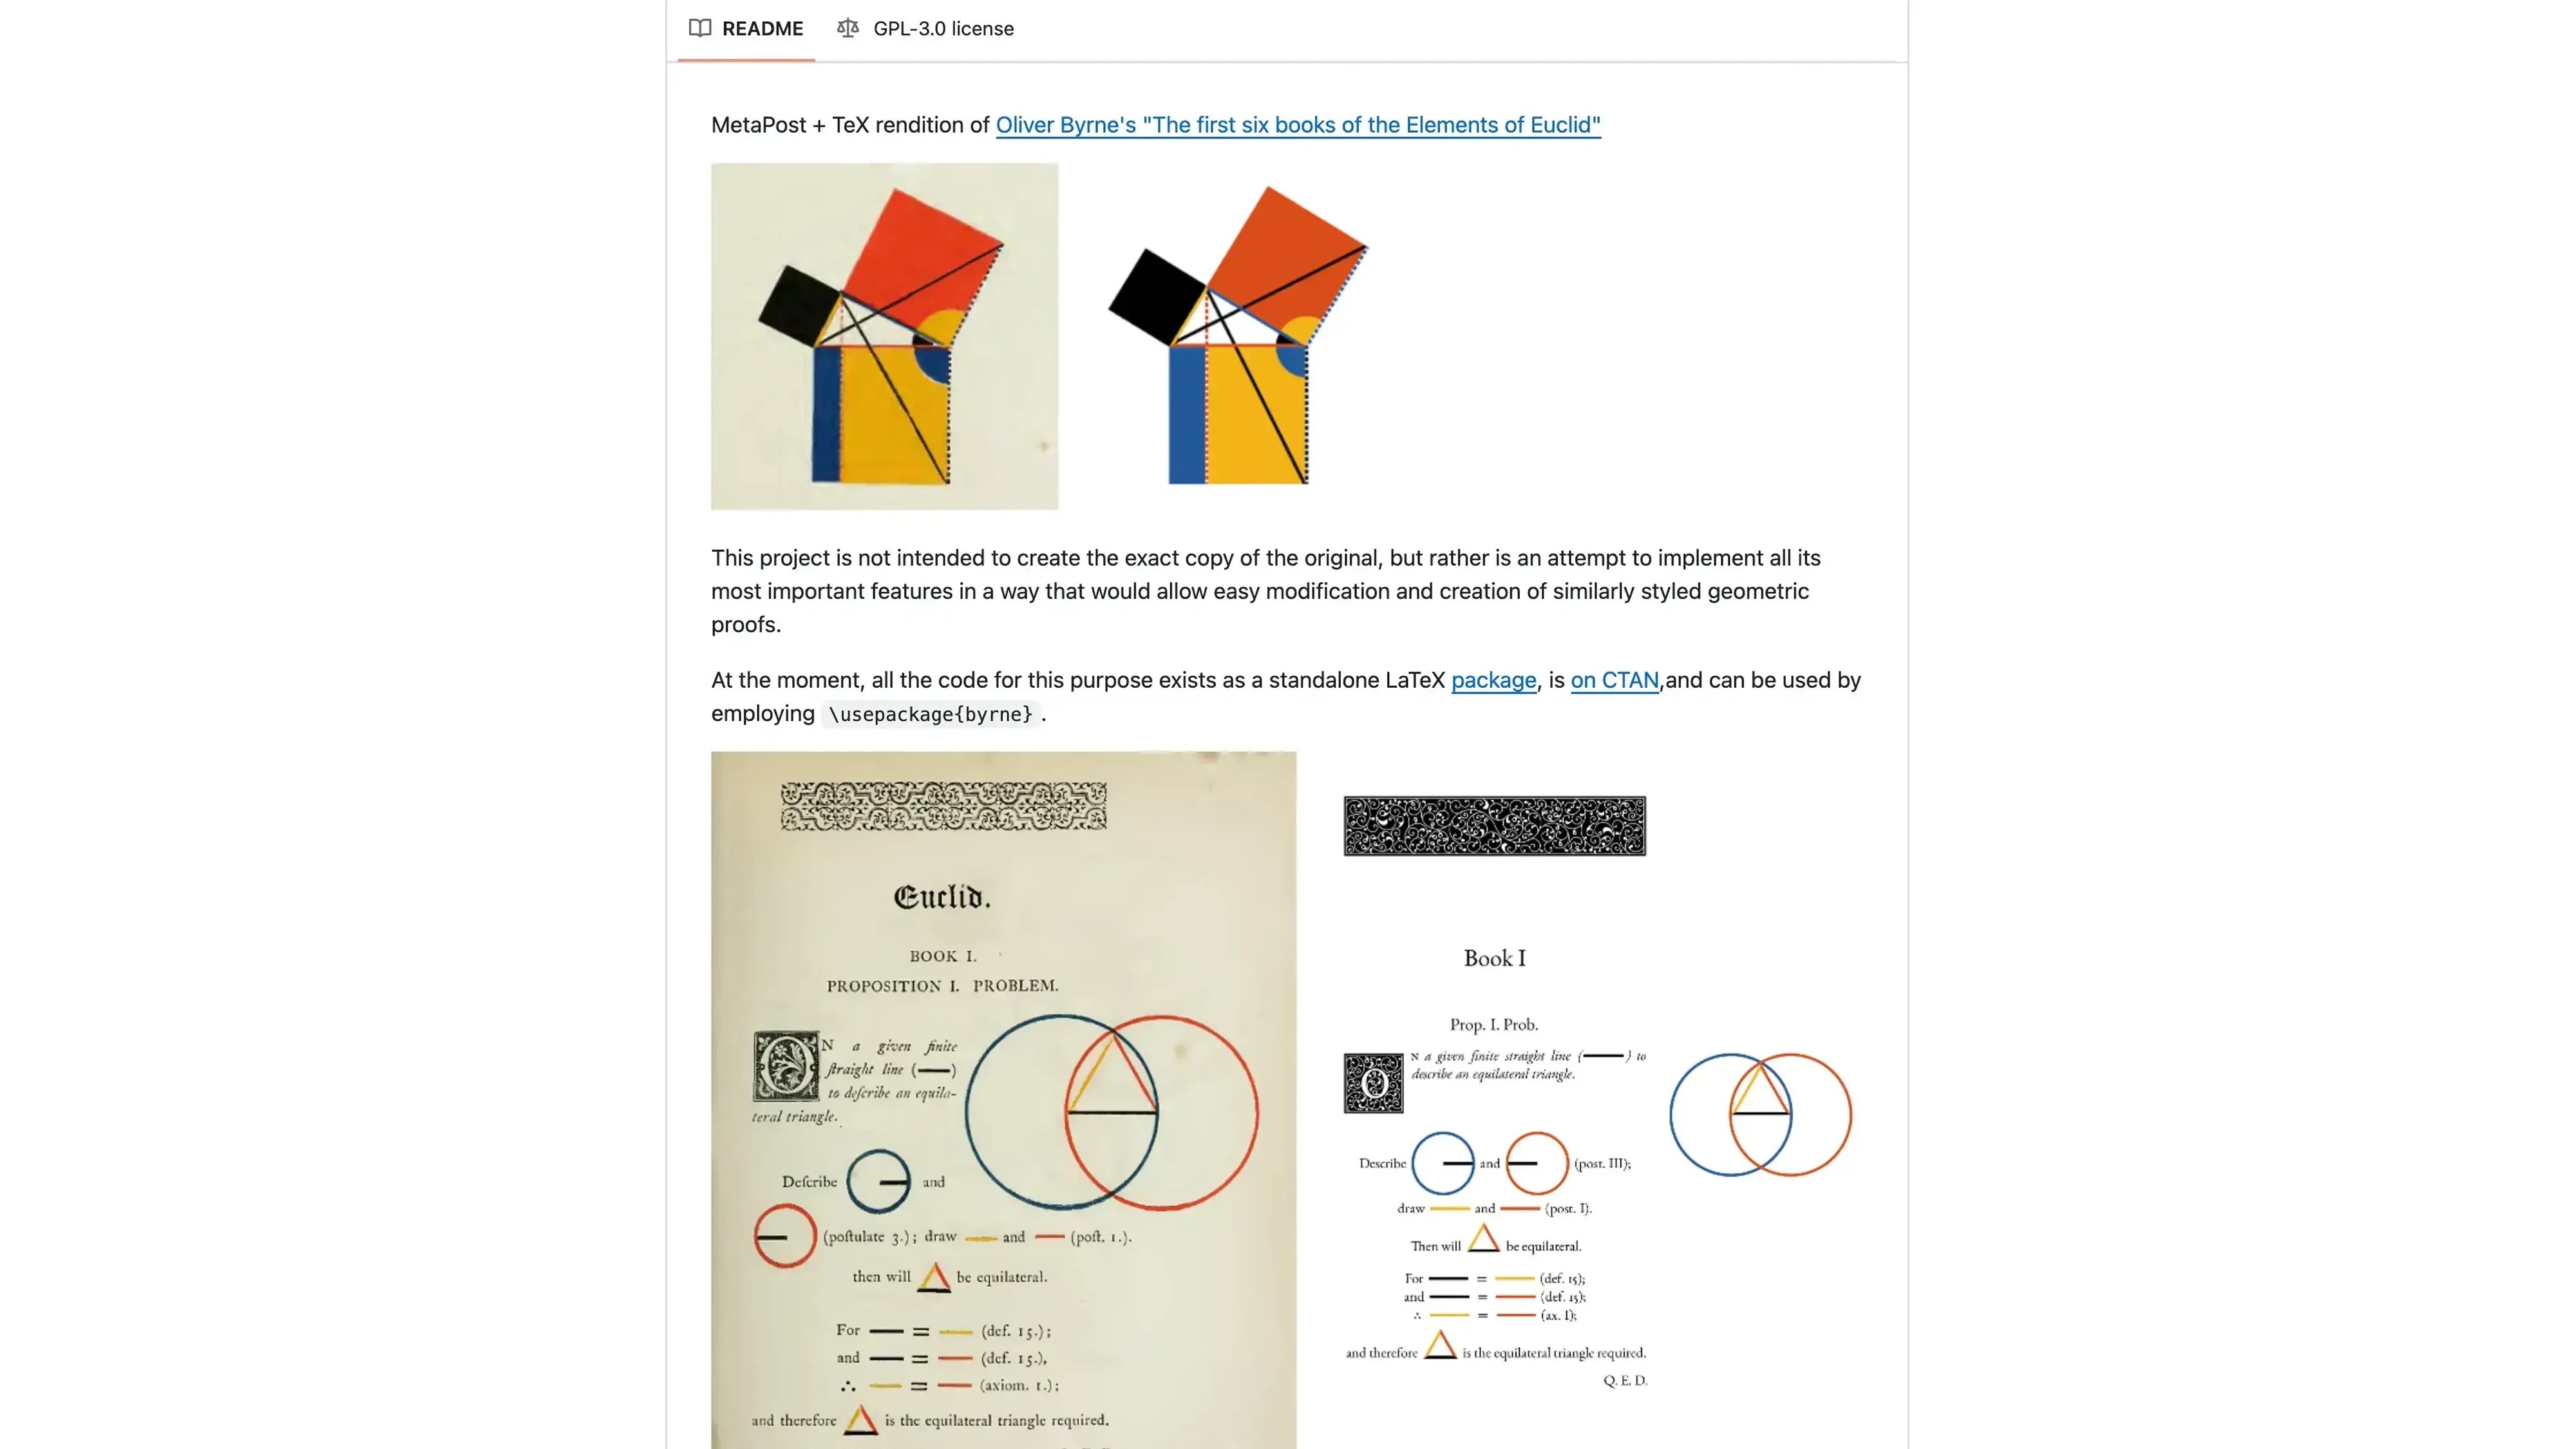 README
GPL-3.0 license
MetaPost + TeX rendition of Oliver Byrne's "The first six books of the Elements of Euclid"
This project is not intended to create the exact copy of the original, but rather is an attempt to implement all its
most important features in a way that would allow easy modification and creation of similarly styled geometric
proofs.
At the moment, all the code for this purpose exists as a standalone LaTeX package, is on CTAN,and can be used by
employing \usepackage{byrne} .
Euclid.
BOOK I.
PROPOSITION I. PROBLEM.
ON a given finite
ſtraight line ( )
to deſcribe an equila-
teral triangle.
Deſcribe and
(poſtulate 3.); draw and (poſt. 1.).
then will be equilateral.
For = (def. 15.);
and = (def. 15.),
∴ = (axiom. 1.);
and therefore is the equilateral triangle required.
Book I
Prop. I. Prob.
ON a given finite straight line ( ) to
describe an equilateral triangle.
Describe and (post. III);
draw and (post. I).
Then will be equilateral.
For = (def. 15);
and = (def. 15);
∴ = (ax. I);
and therefore is the equilateral triangle required.
Q. E. D.